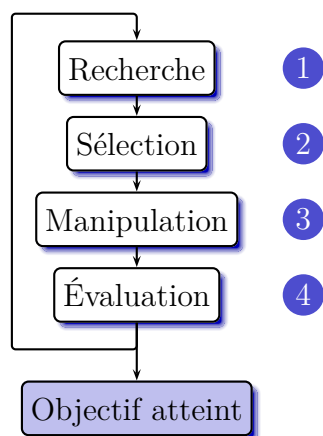 Recherche 1
Sélection 2
Manipulation 3
Évaluation 4
Objectif atteint